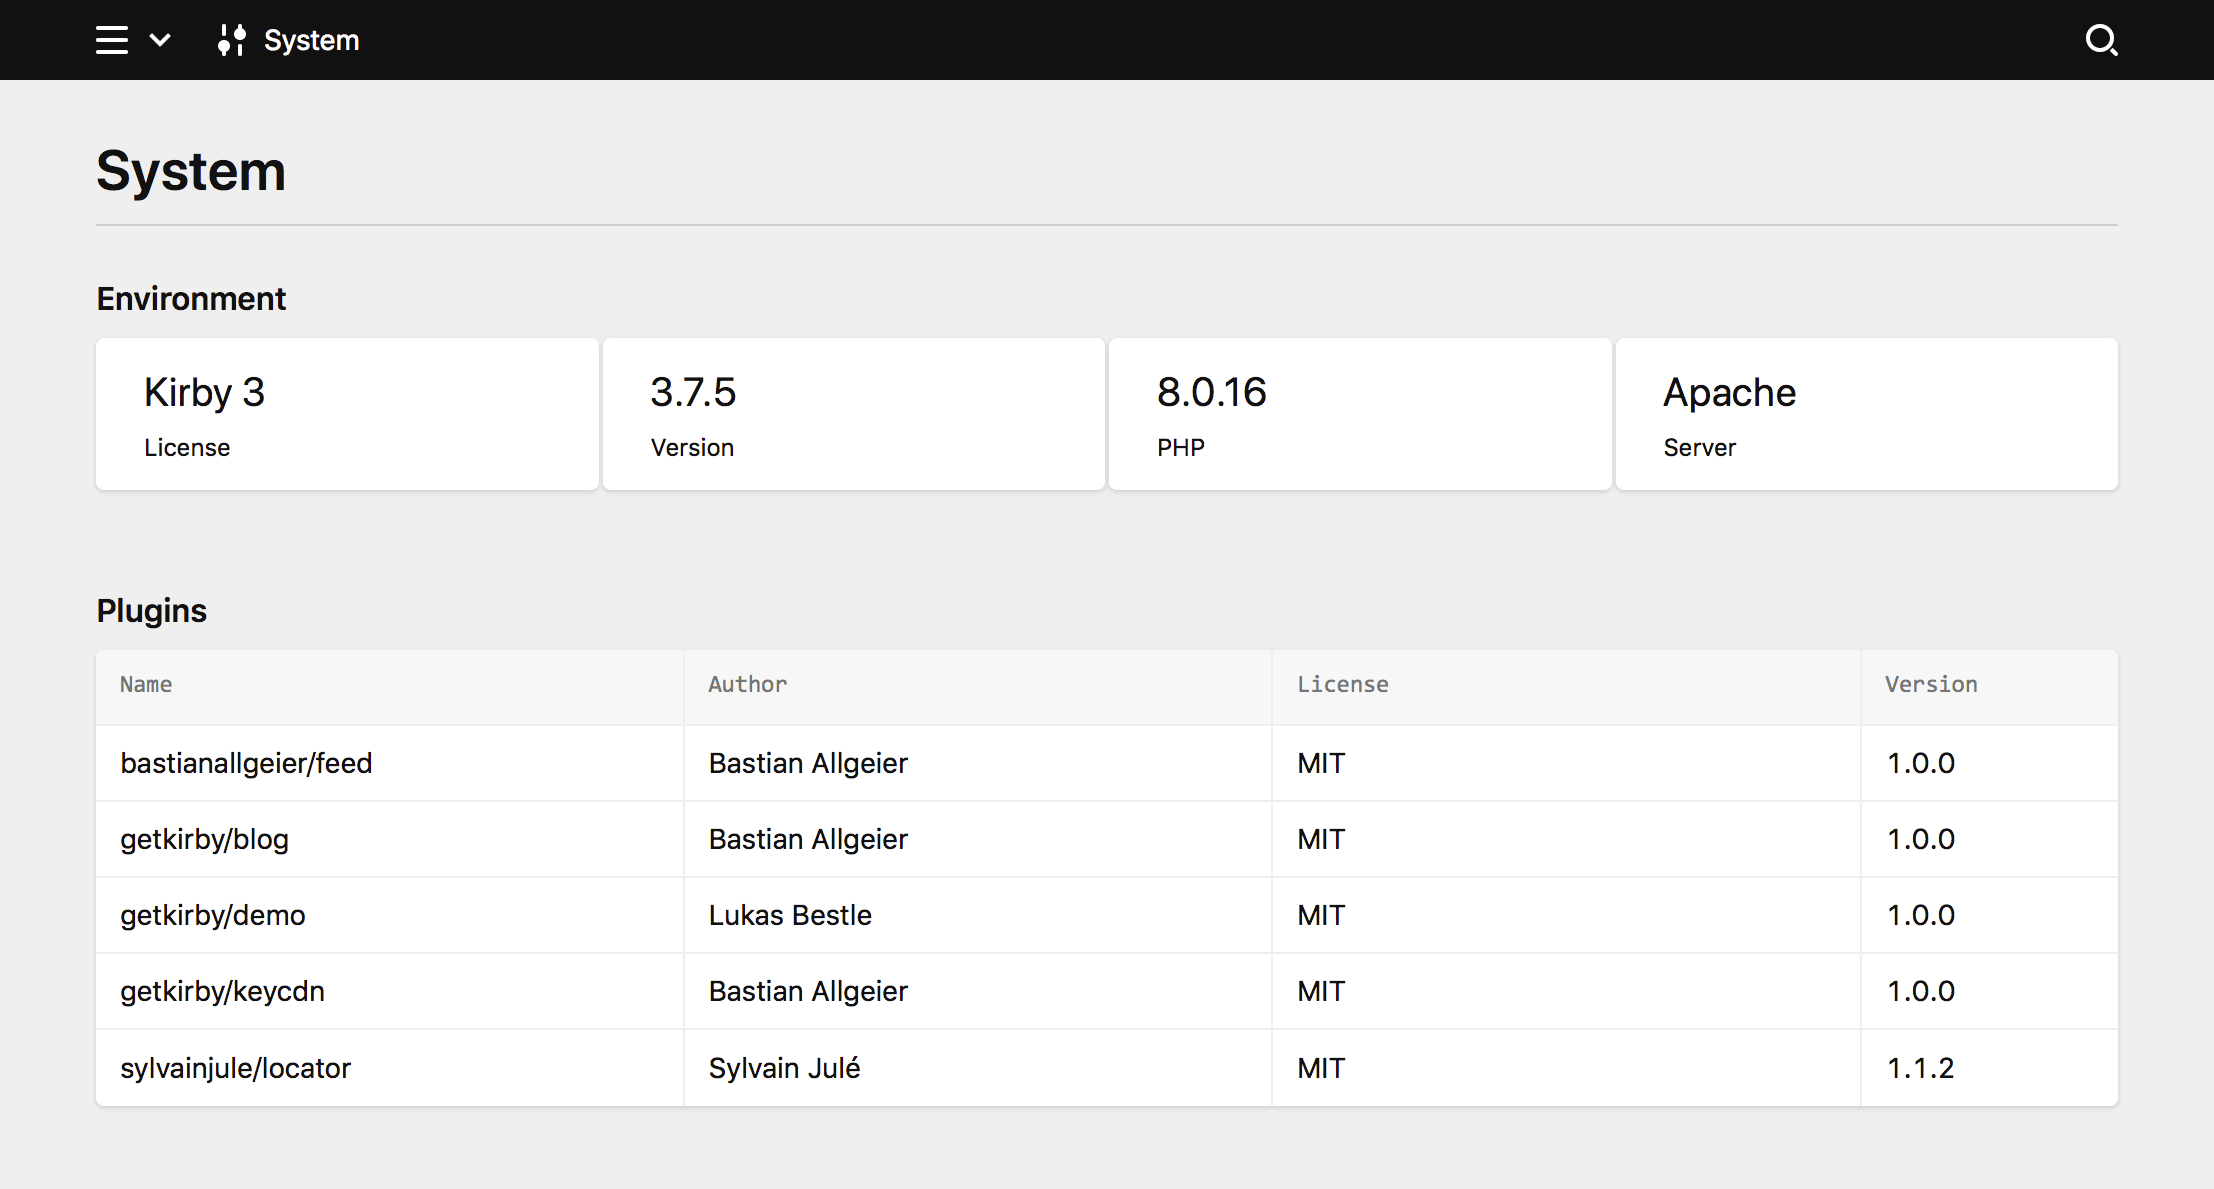 System
System
Environment
Kirby 3 3.7.5 8.0.16 Apache
License Version PHP Server
Plugins
Name Author License Version
bastianallgeier/feed Bastian Allgeier MIT 1.0.0
getkirby/blog Bastian Allgeier MIT 1.0.0
getkirby/demo Lukas Bestle MIT 1.0.0
getkirby/keycdn Bastian Allgeier MIT 1.0.0
sylvainjule/locator Sylvain Julé MIT 1.1.2